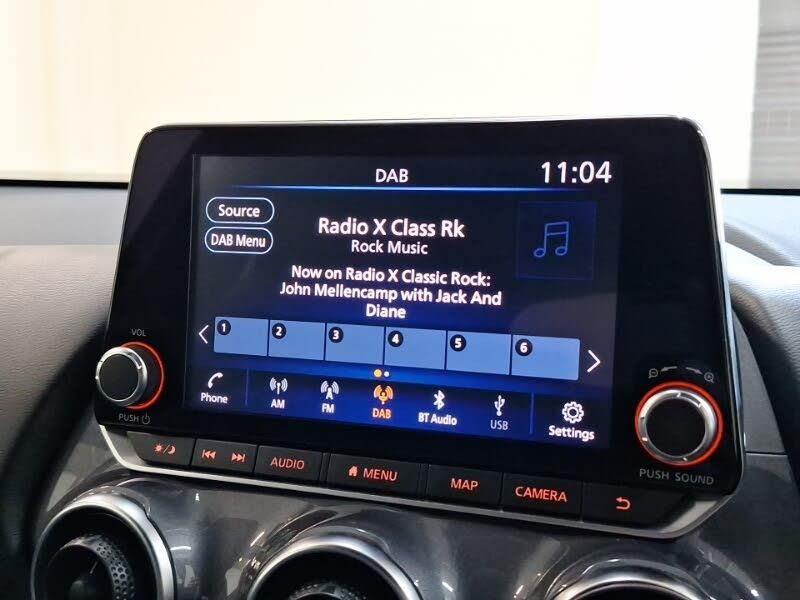 DAB
11:04
Source
DAB Menu
Radio X Class Rk
Rock Music
Now on Radio X Classic Rock:
John Mellencamp with Jack And
Diane
1 2 3 4 5 6
Phone
AM
FM
DAB
BT Audio
USB
Settings
VOL
PUSH
PUSH SOUND
AUDIO
MENU
MAP
CAMERA